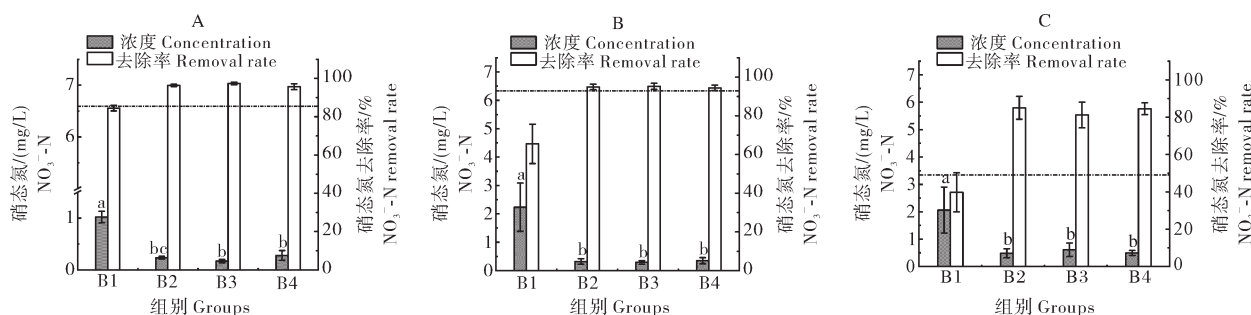 A
浓度 Concentration
去除率 Removal rate
硝态氮/(mg/L)
NO₃⁻-N
7
6
1
0
a
bc
b
b
B1 B2 B3 B4
组别 Groups
100
80
60
40
20
0
硝态氮去除率/%
NO₃⁻-N removal rate
B
浓度 Concentration
去除率 Removal rate
硝态氮/(mg/L)
NO₃⁻-N
7
6
5
4
3
2
1
0
a
b
b
b
B1 B2 B3 B4
组别 Groups
100
80
60
40
20
0
硝态氮去除率/%
NO₃⁻-N removal rate
C
浓度 Concentration
去除率 Removal rate
硝态氮/(mg/L)
NO₃⁻-N
7
6
5
4
3
2
1
0
a
b
b
b
B1 B2 B3 B4
组别 Groups
100
80
60
40
20
0
硝态氮去除率/%
NO₃⁻-N removal rate